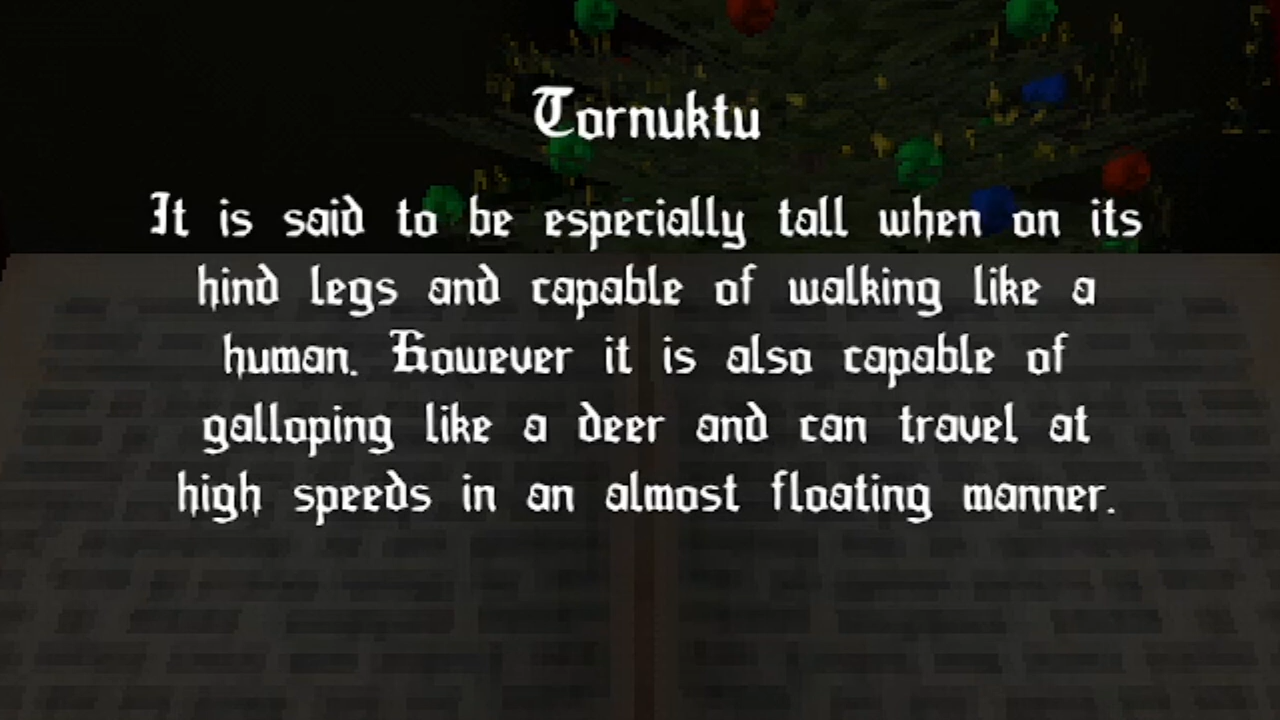 Tornuktu
It is said to be especially tall when on its
hind legs and capable of walking like a
human. However it is also capable of
galloping like a deer and can travel at
high speeds in an almost floating manner.